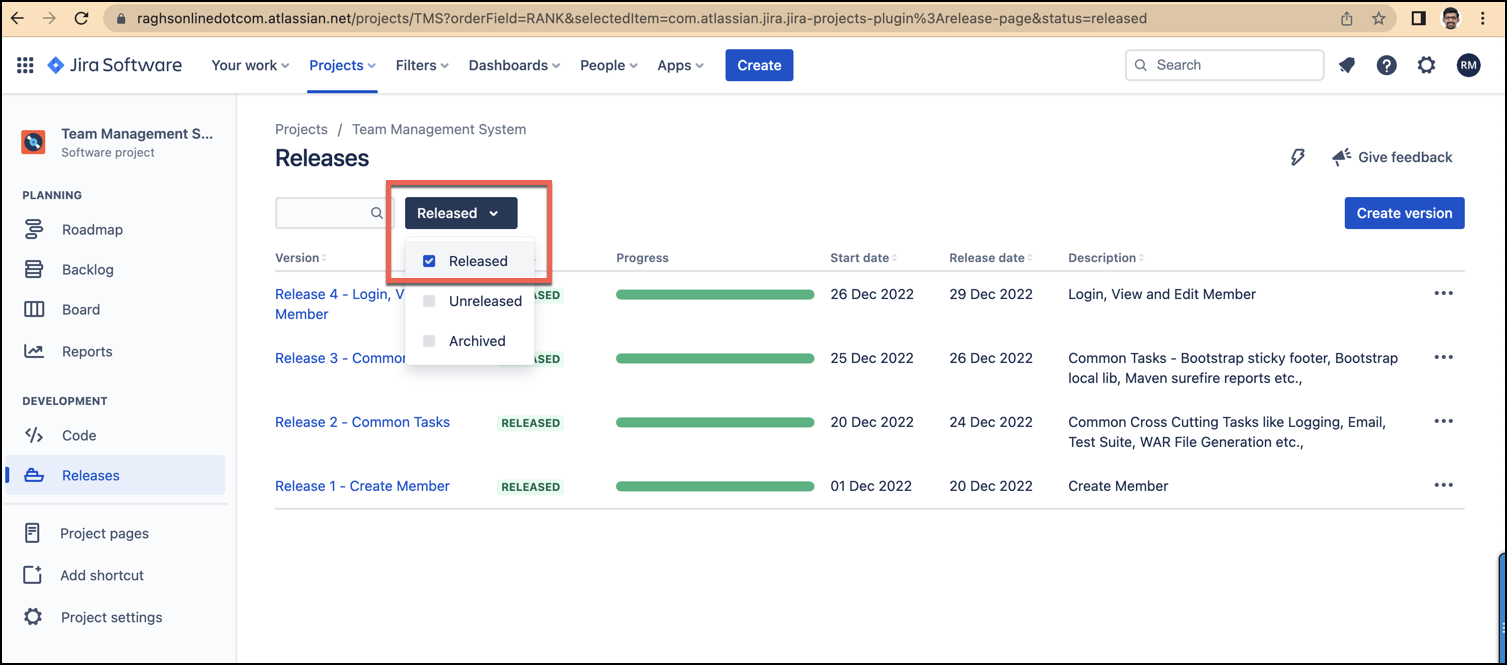 raghsonlinedotcom.atlassian.net/projects/TMS?orderField=RANK&selectedItem=com.atlassian.jira.jira-projects-plugin%3Arelease-page&status=released
Jira Software
Your work
Projects
Filters
Dashboards
People
Apps
Create
Search
RM
Team Management S...
Software project
PLANNING
Roadmap
Backlog
Board
Reports
DEVELOPMENT
Code
Releases
Project pages
Add shortcut
Project settings
Projects / Team Management System
Releases
Give feedback
Released
Create version
Released
Unreleased
Archived
Version Progress Start date Release date Description
Release 4 - Login, V
Member
ASED 26 Dec 2022 29 Dec 2022 Login, View and Edit Member
Release 3 - Common
ASED 25 Dec 2022 26 Dec 2022 Common Tasks - Bootstrap sticky footer, Bootstrap
local lib, Maven surefire reports etc.,
Release 2 - Common Tasks RELEASED 20 Dec 2022 24 Dec 2022 Common Cross Cutting Tasks like Logging, Email,
Test Suite, WAR File Generation etc.,
Release 1 - Create Member RELEASED 01 Dec 2022 20 Dec 2022 Create Member